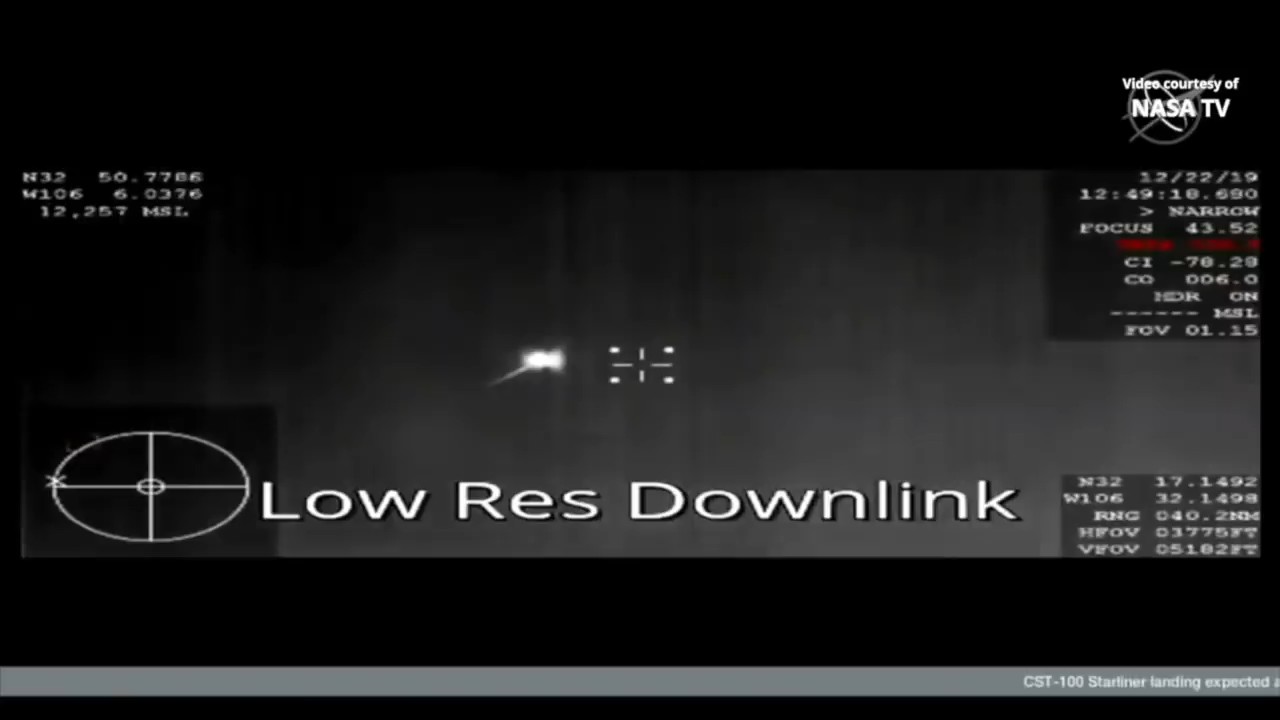 Video courtesy of
NASA TV
N32 50.7786
W106 6.0376
12,257 MSL
12/22/19
12:49:18.680
> NARROW
FOCUS 43.52
CI -78.28
CO 006.0
MDR ON
------ MSL
FOV 01.15
Low Res Downlink
N32 17.1492
W106 32.1498
RNG 040.2NM
HFOV 03775FT
VFOV 05182FT
CST-100 Starliner landing expected a